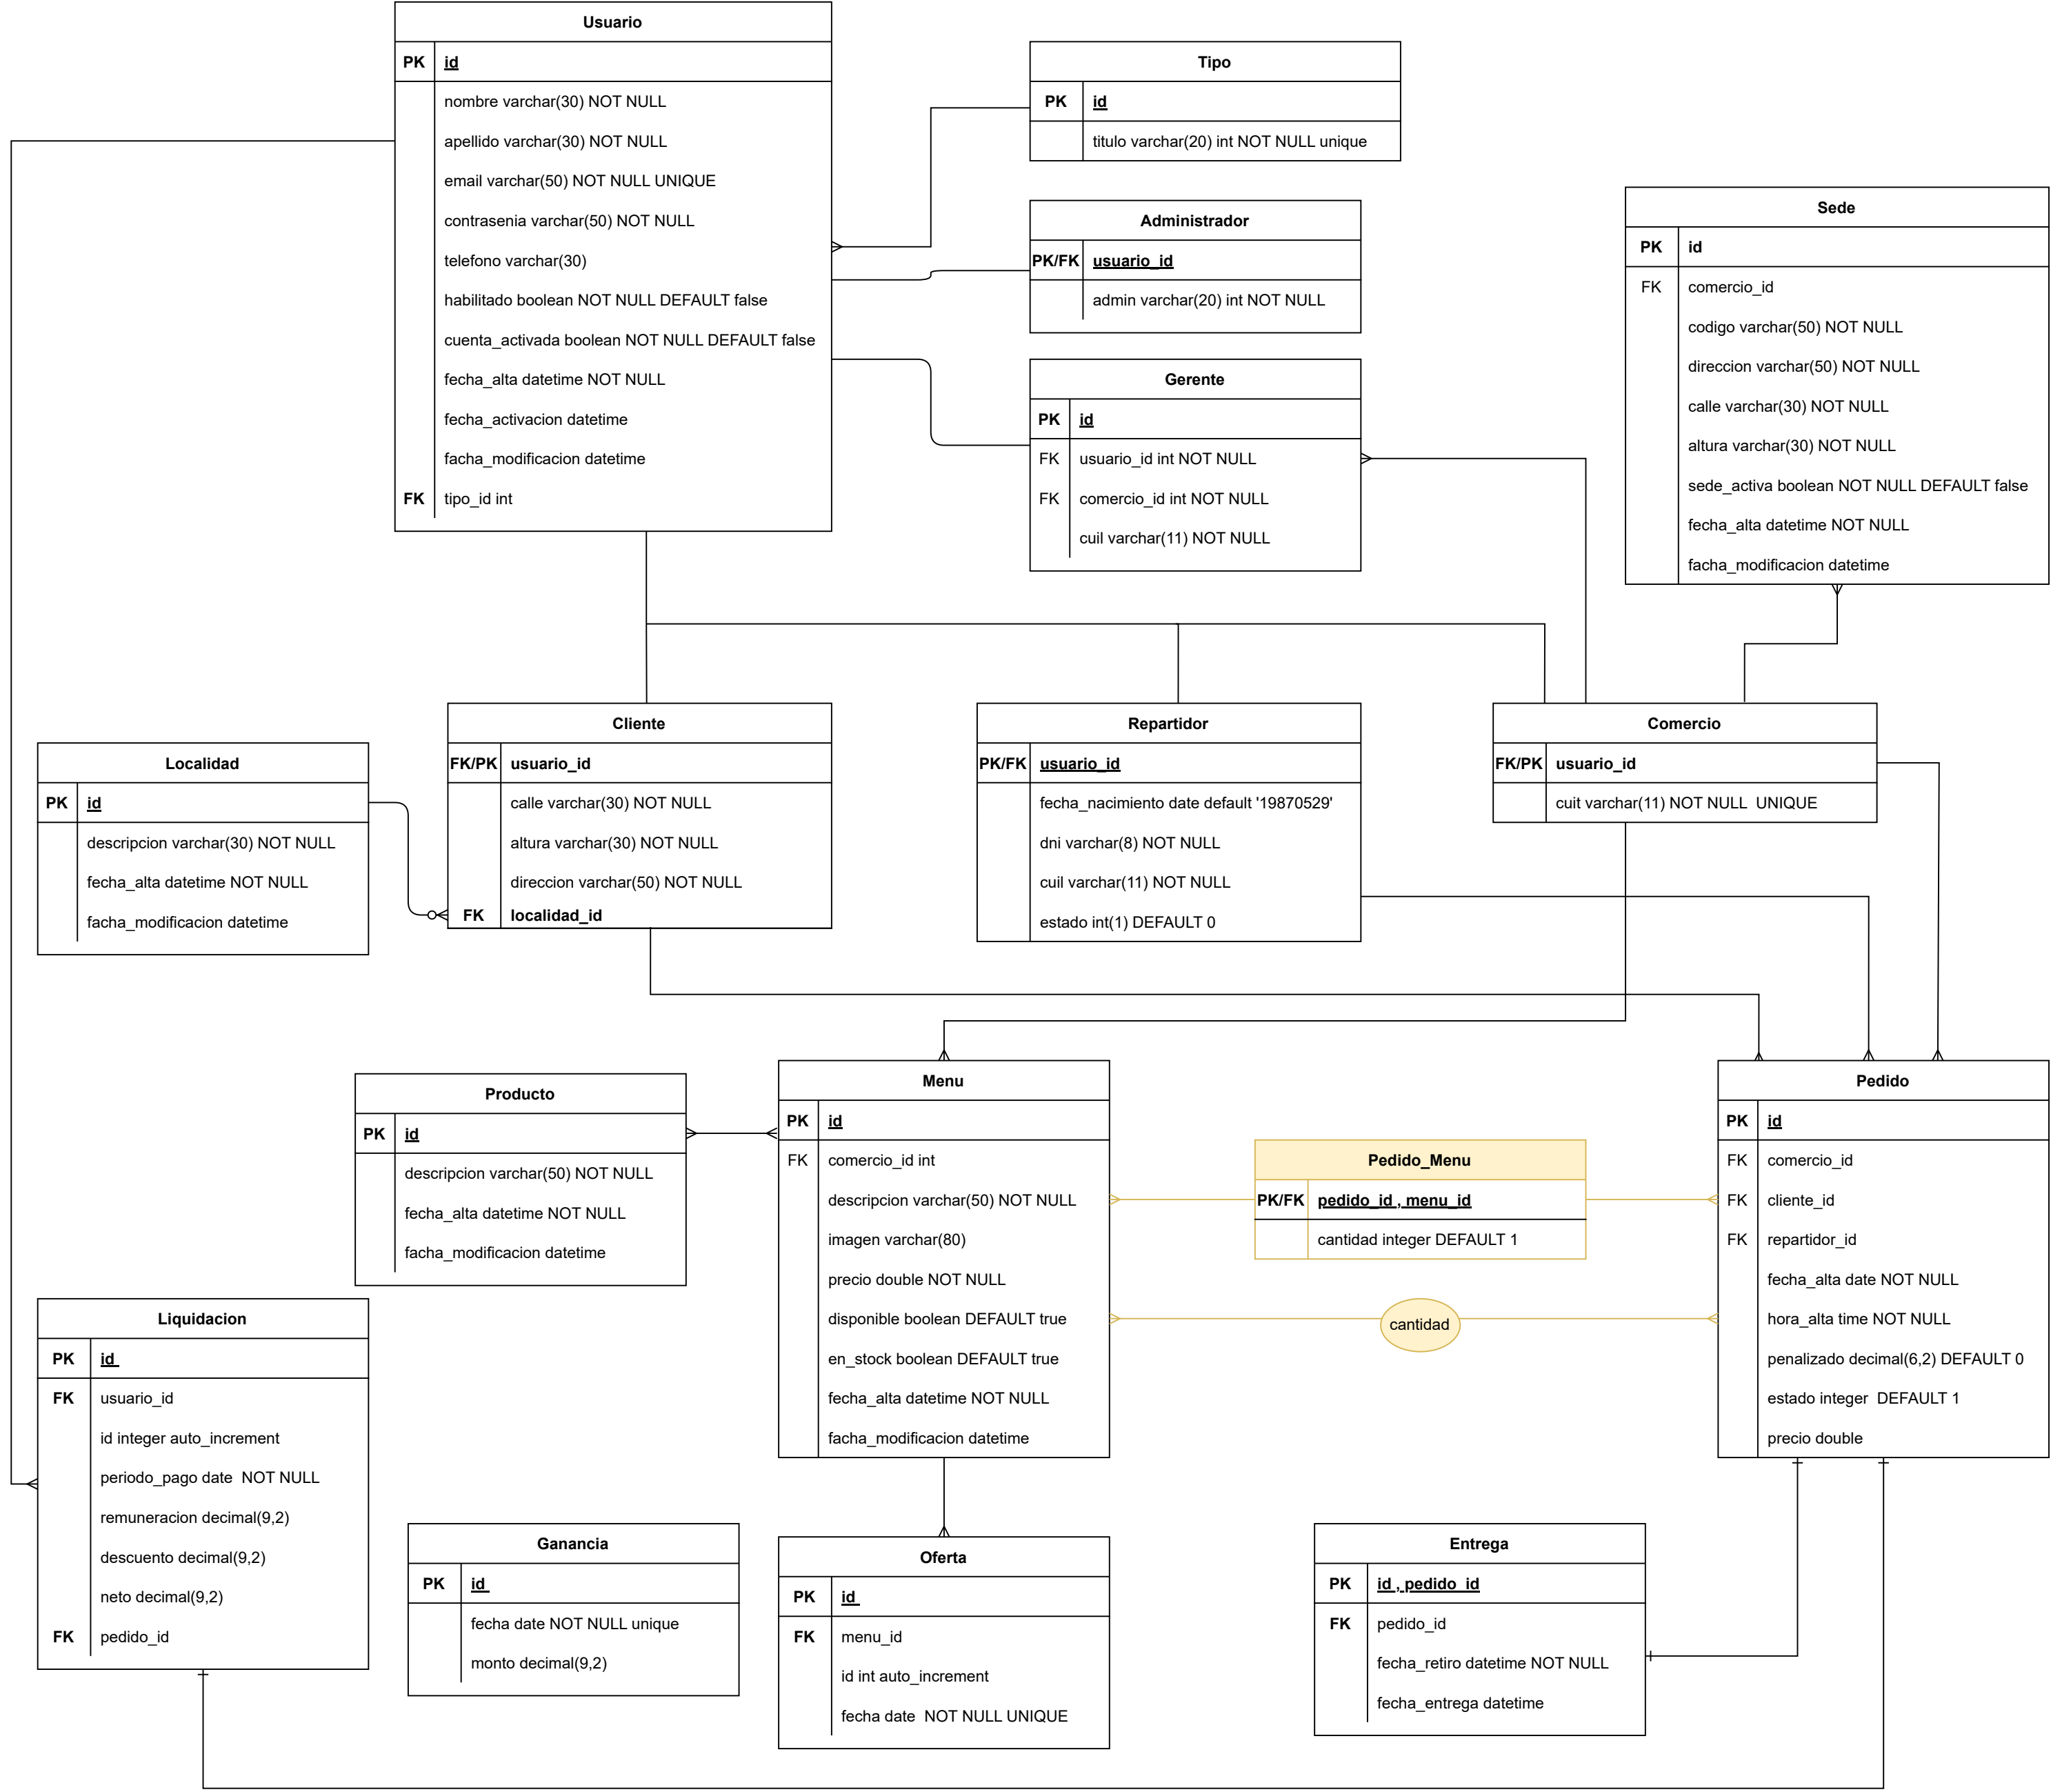 Usuario
PK id
nombre varchar(30) NOT NULL
apellido varchar(30) NOT NULL
email varchar(50) NOT NULL UNIQUE
contrasenia varchar(50) NOT NULL
telefono varchar(30)
habilitado boolean NOT NULL DEFAULT false
cuenta_activada boolean NOT NULL DEFAULT false
fecha_alta datetime NOT NULL
fecha_activacion datetime
facha_modificacion datetime
FK tipo_id int
Tipo
PK id
titulo varchar(20) int NOT NULL unique
Administrador
PK/FK usuario_id
admin varchar(20) int NOT NULL
Gerente
PK id
FK usuario_id int NOT NULL
FK comercio_id int NOT NULL
cuil varchar(11) NOT NULL
Sede
PK id
FK comercio_id
codigo varchar(50) NOT NULL
direccion varchar(50) NOT NULL
calle varchar(30) NOT NULL
altura varchar(30) NOT NULL
sede_activa boolean NOT NULL DEFAULT false
fecha_alta datetime NOT NULL
facha_modificacion datetime
Localidad
PK id
descripcion varchar(30) NOT NULL
fecha_alta datetime NOT NULL
facha_modificacion datetime
Cliente
FK/PK usuario_id
calle varchar(30) NOT NULL
altura varchar(30) NOT NULL
direccion varchar(50) NOT NULL
FK localidad_id
Repartidor
PK/FK usuario_id
fecha_nacimiento date default '19870529'
dni varchar(8) NOT NULL
cuil varchar(11) NOT NULL
estado int(1) DEFAULT 0
Comercio
FK/PK usuario_id
cuit varchar(11) NOT NULL  UNIQUE
Producto
PK id
descripcion varchar(50) NOT NULL
fecha_alta datetime NOT NULL
facha_modificacion datetime
Menu
PK id
FK comercio_id int
descripcion varchar(50) NOT NULL
imagen varchar(80)
precio double NOT NULL
disponible boolean DEFAULT true
en_stock boolean DEFAULT true
fecha_alta datetime NOT NULL
facha_modificacion datetime
Pedido_Menu
PK/FK pedido_id , menu_id
cantidad integer DEFAULT 1
cantidad
Pedido
PK id
FK comercio_id
FK cliente_id
FK repartidor_id
fecha_alta date NOT NULL
hora_alta time NOT NULL
penalizado decimal(6,2) DEFAULT 0
estado integer  DEFAULT 1
precio double
Liquidacion
PK id
FK usuario_id
id integer auto_increment
periodo_pago date  NOT NULL
remuneracion decimal(9,2)
descuento decimal(9,2)
neto decimal(9,2)
FK pedido_id
Ganancia
PK id
fecha date NOT NULL unique
monto decimal(9,2)
Oferta
PK id
FK menu_id
id int auto_increment
fecha date  NOT NULL UNIQUE
Entrega
PK id , pedido_id
FK pedido_id
fecha_retiro datetime NOT NULL
fecha_entrega datetime